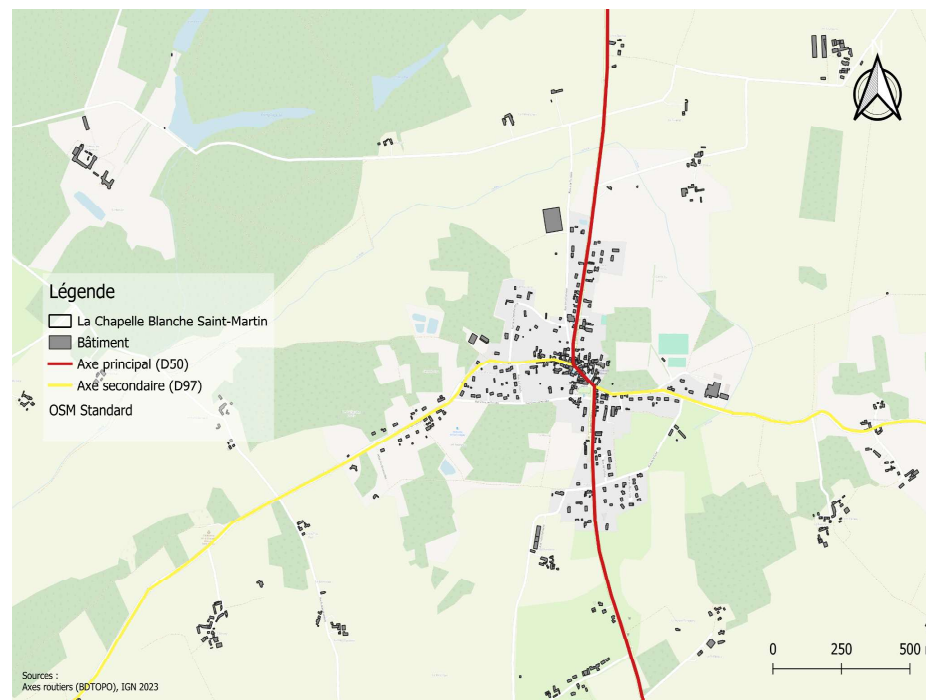 N
Légende
La Chapelle Blanche Saint-Martin
Bâtiment
Axe principal (D50)
Axe secondaire (D97)
OSM Standard
0 250 500
Sources :
Axes routiers (BDTOPO), IGN 2023